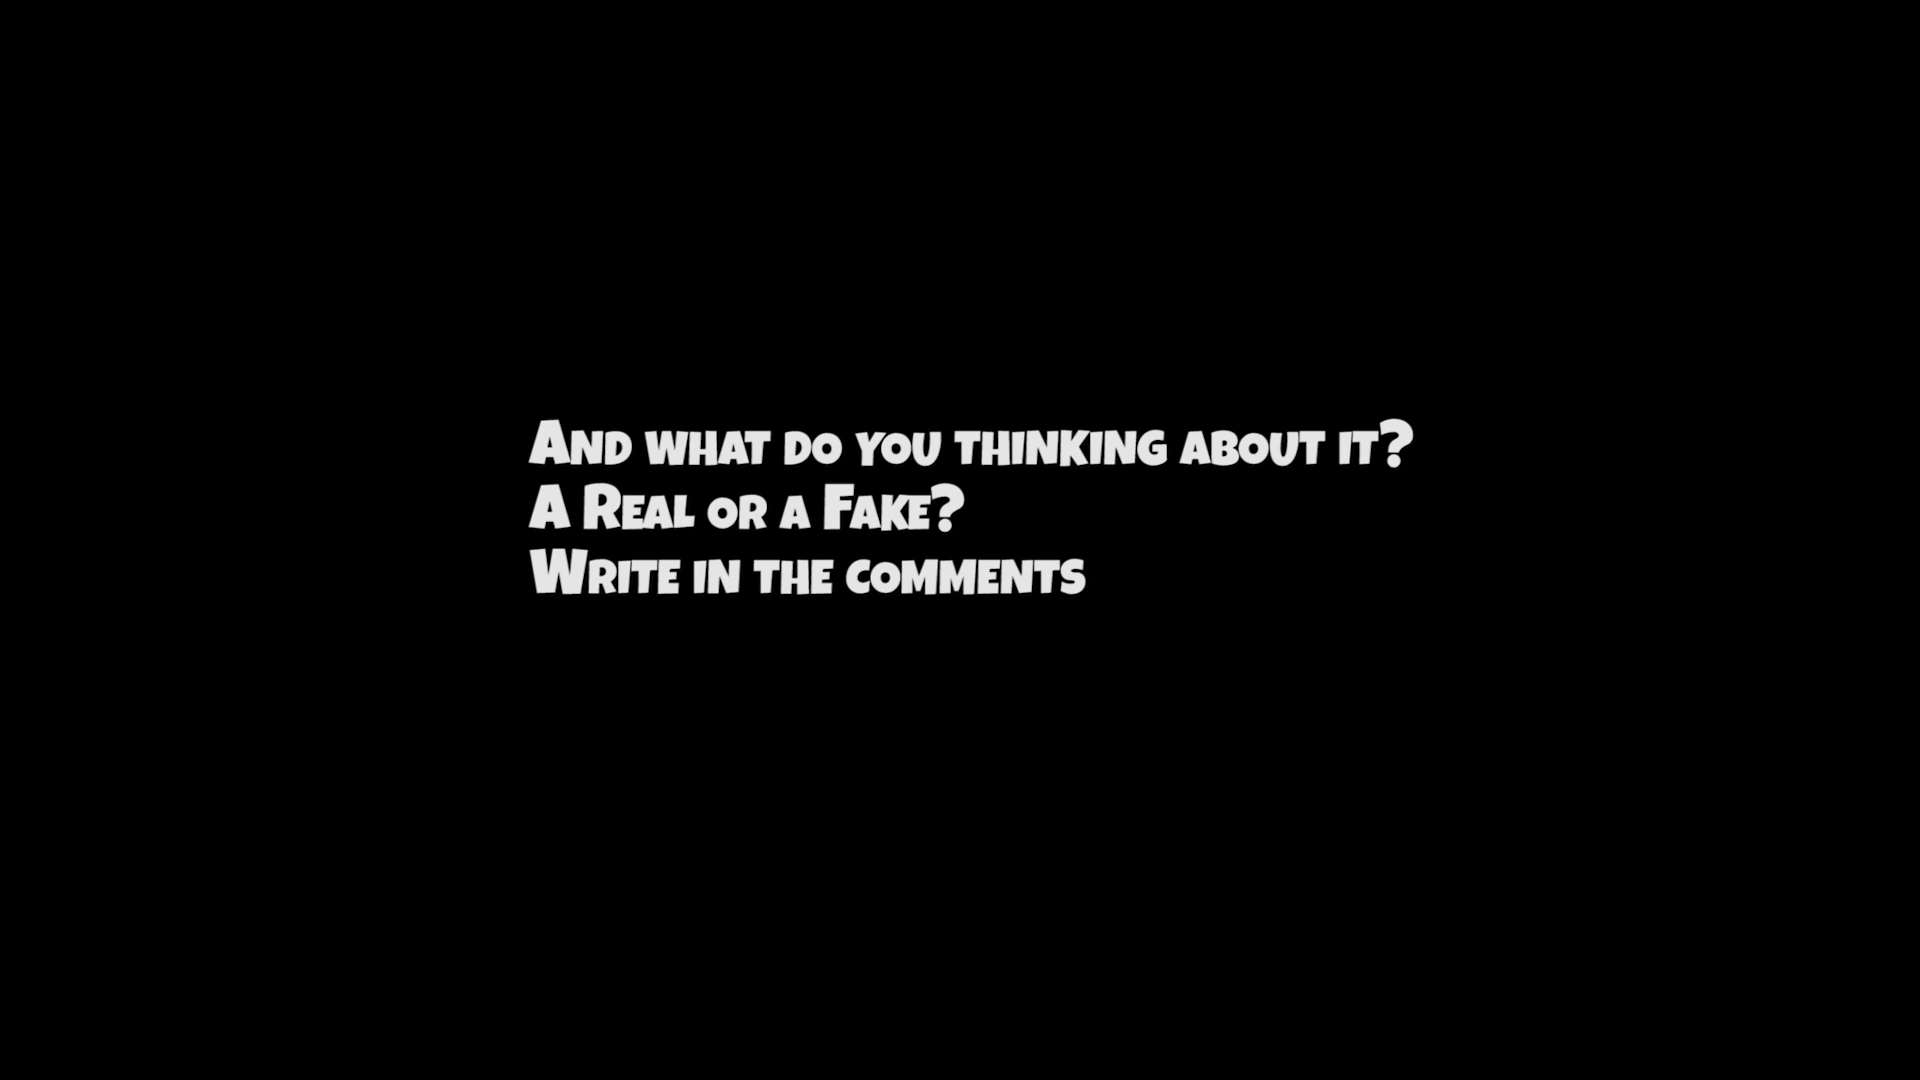 And what do you thinking about it?
A Real or a Fake?
Write in the comments